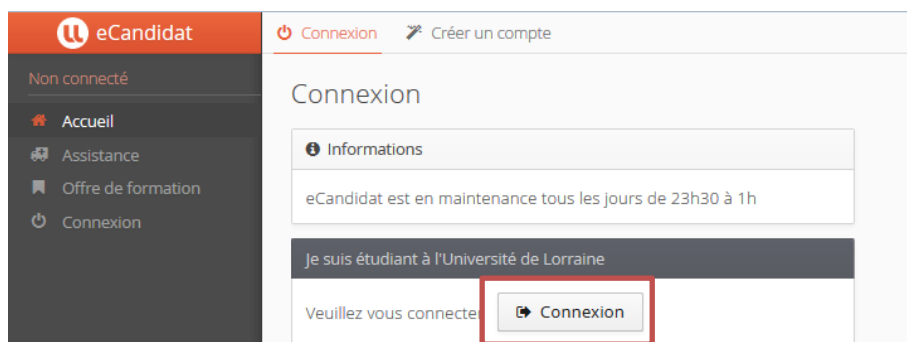 eCandidat
Connexion
Créer un compte
Non connecté
Accueil
Assistance
Offre de formation
Connexion
Connexion
Informations
eCandidat est en maintenance tous les jours de 23h30 à 1h
Je suis étudiant à l'Université de Lorraine
Veuillez vous connecter
Connexion